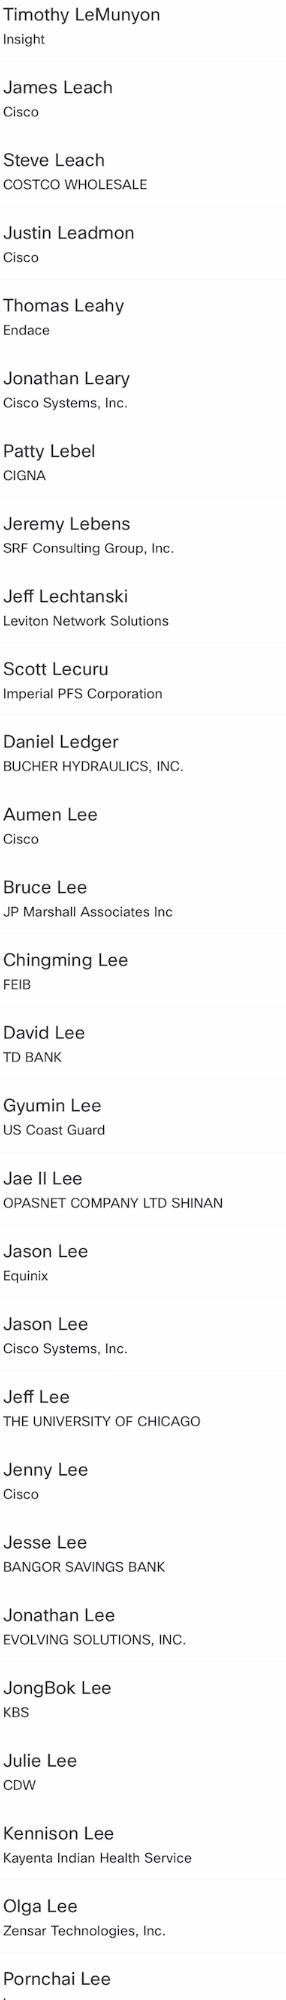 Timothy LeMunyon
Insight
James Leach
Cisco
Steve Leach
COSTCO WHOLESALE
Justin Leadmon
Cisco
Thomas Leahy
Endace
Jonathan Leary
Cisco Systems, Inc.
Patty Lebel
CIGNA
Jeremy Lebens
SRF Consulting Group, Inc.
Jeff Lechtanski
Leviton Network Solutions
Scott Lecuru
Imperial PFS Corporation
Daniel Ledger
BUCHER HYDRAULICS, INC.
Aumen Lee
Cisco
Bruce Lee
JP Marshall Associates Inc
Chingming Lee
FEIB
David Lee
TD BANK
Gyumin Lee
US Coast Guard
Jae Il Lee
OPASNET COMPANY LTD SHINAN
Jason Lee
Equinix
Jason Lee
Cisco Systems, Inc.
Jeff Lee
THE UNIVERSITY OF CHICAGO
Jenny Lee
Cisco
Jesse Lee
BANGOR SAVINGS BANK
Jonathan Lee
EVOLVING SOLUTIONS, INC.
JongBok Lee
KBS
Julie Lee
CDW
Kennison Lee
Kayenta Indian Health Service
Olga Lee
Zensar Technologies, Inc.
Pornchai Lee